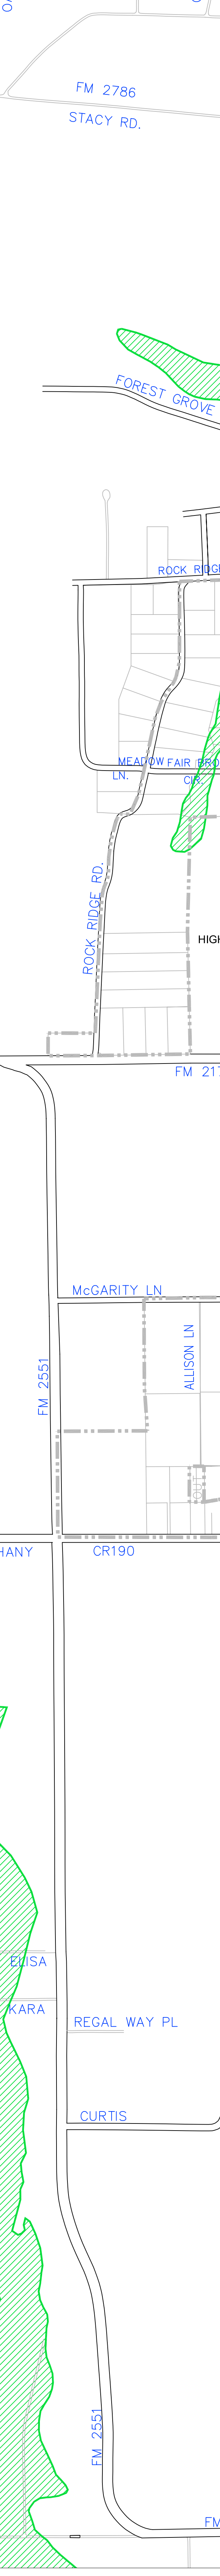 FM 2786
STACY RD.
FOREST GROVE
ROCK RIDGE
MEADOW
LN.
FAIR BRO
CIR.
ROCK RIDGE RD.
HIGH
FM 217
McGARITY LN
ALLISON LN
FM 2551
HANY
CR190
ELISA
KARA
REGAL WAY PL
CURTIS
FM 2551
FM